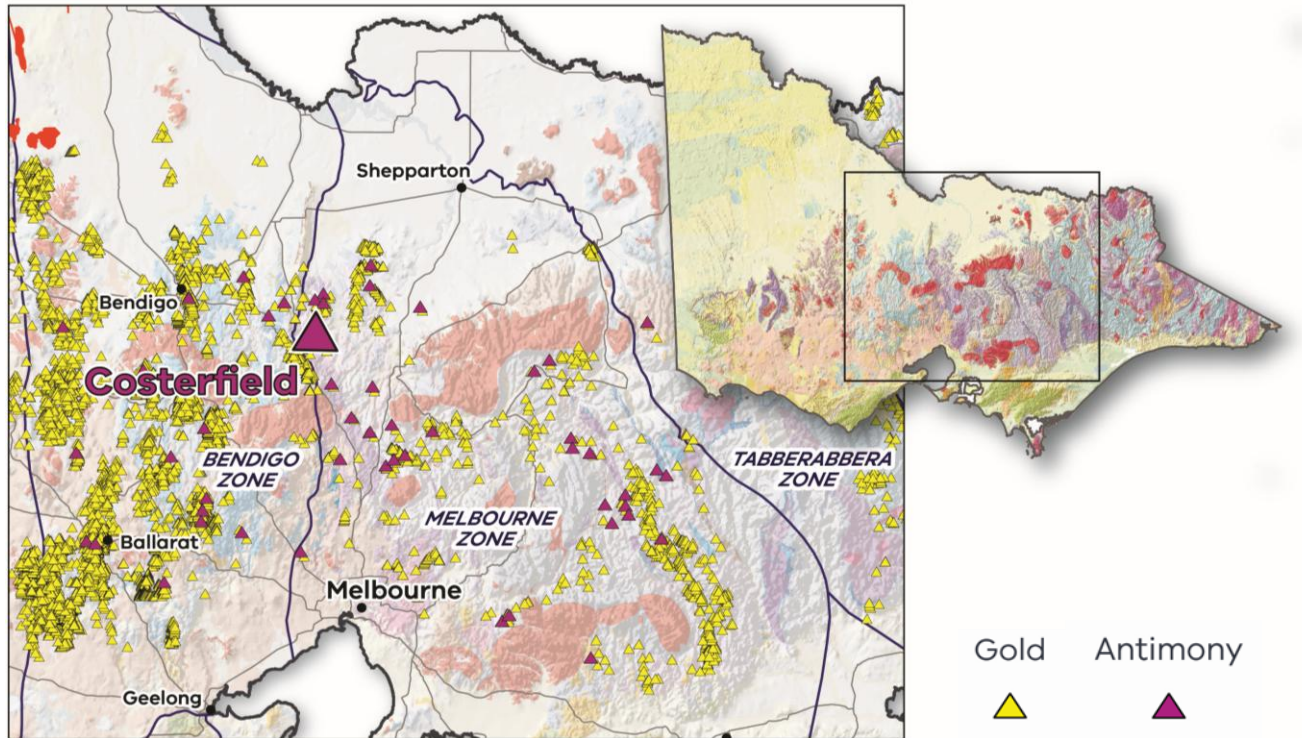 Shepparton
Bendigo
Costerfield
BENDIGO
ZONE
TABBERABBERA
ZONE
MELBOURNE
ZONE
Ballarat
Melbourne
Geelong
Gold
Antimony